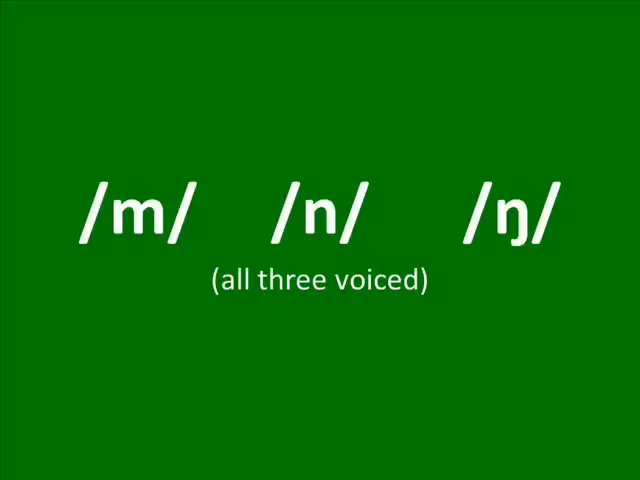 /m/ /n/ /ŋ/
(all three voiced)